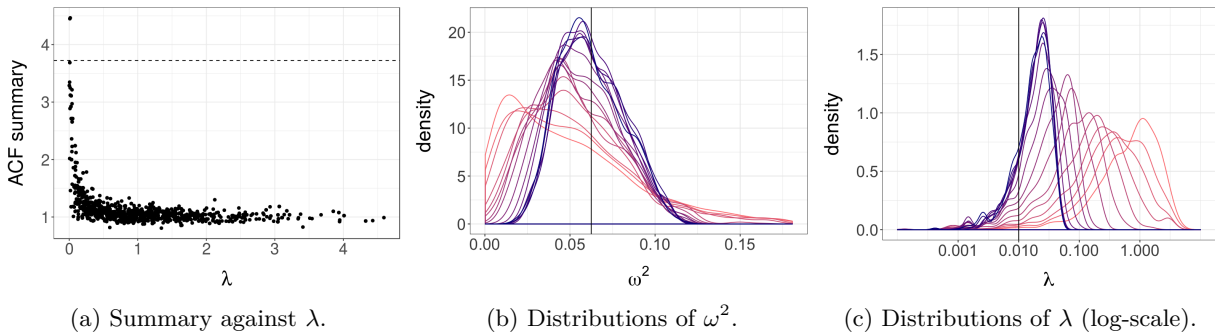 ACF summary
4
3
2
1
0
1
2
3
4
λ
(a) Summary against λ.
density
20
15
10
5
0
0.00
0.05
0.10
0.15
ω²
(b) Distributions of ω².
density
1.5
1.0
0.5
0.0
0.001
0.010
0.100
1.000
λ
(c) Distributions of λ (log-scale).